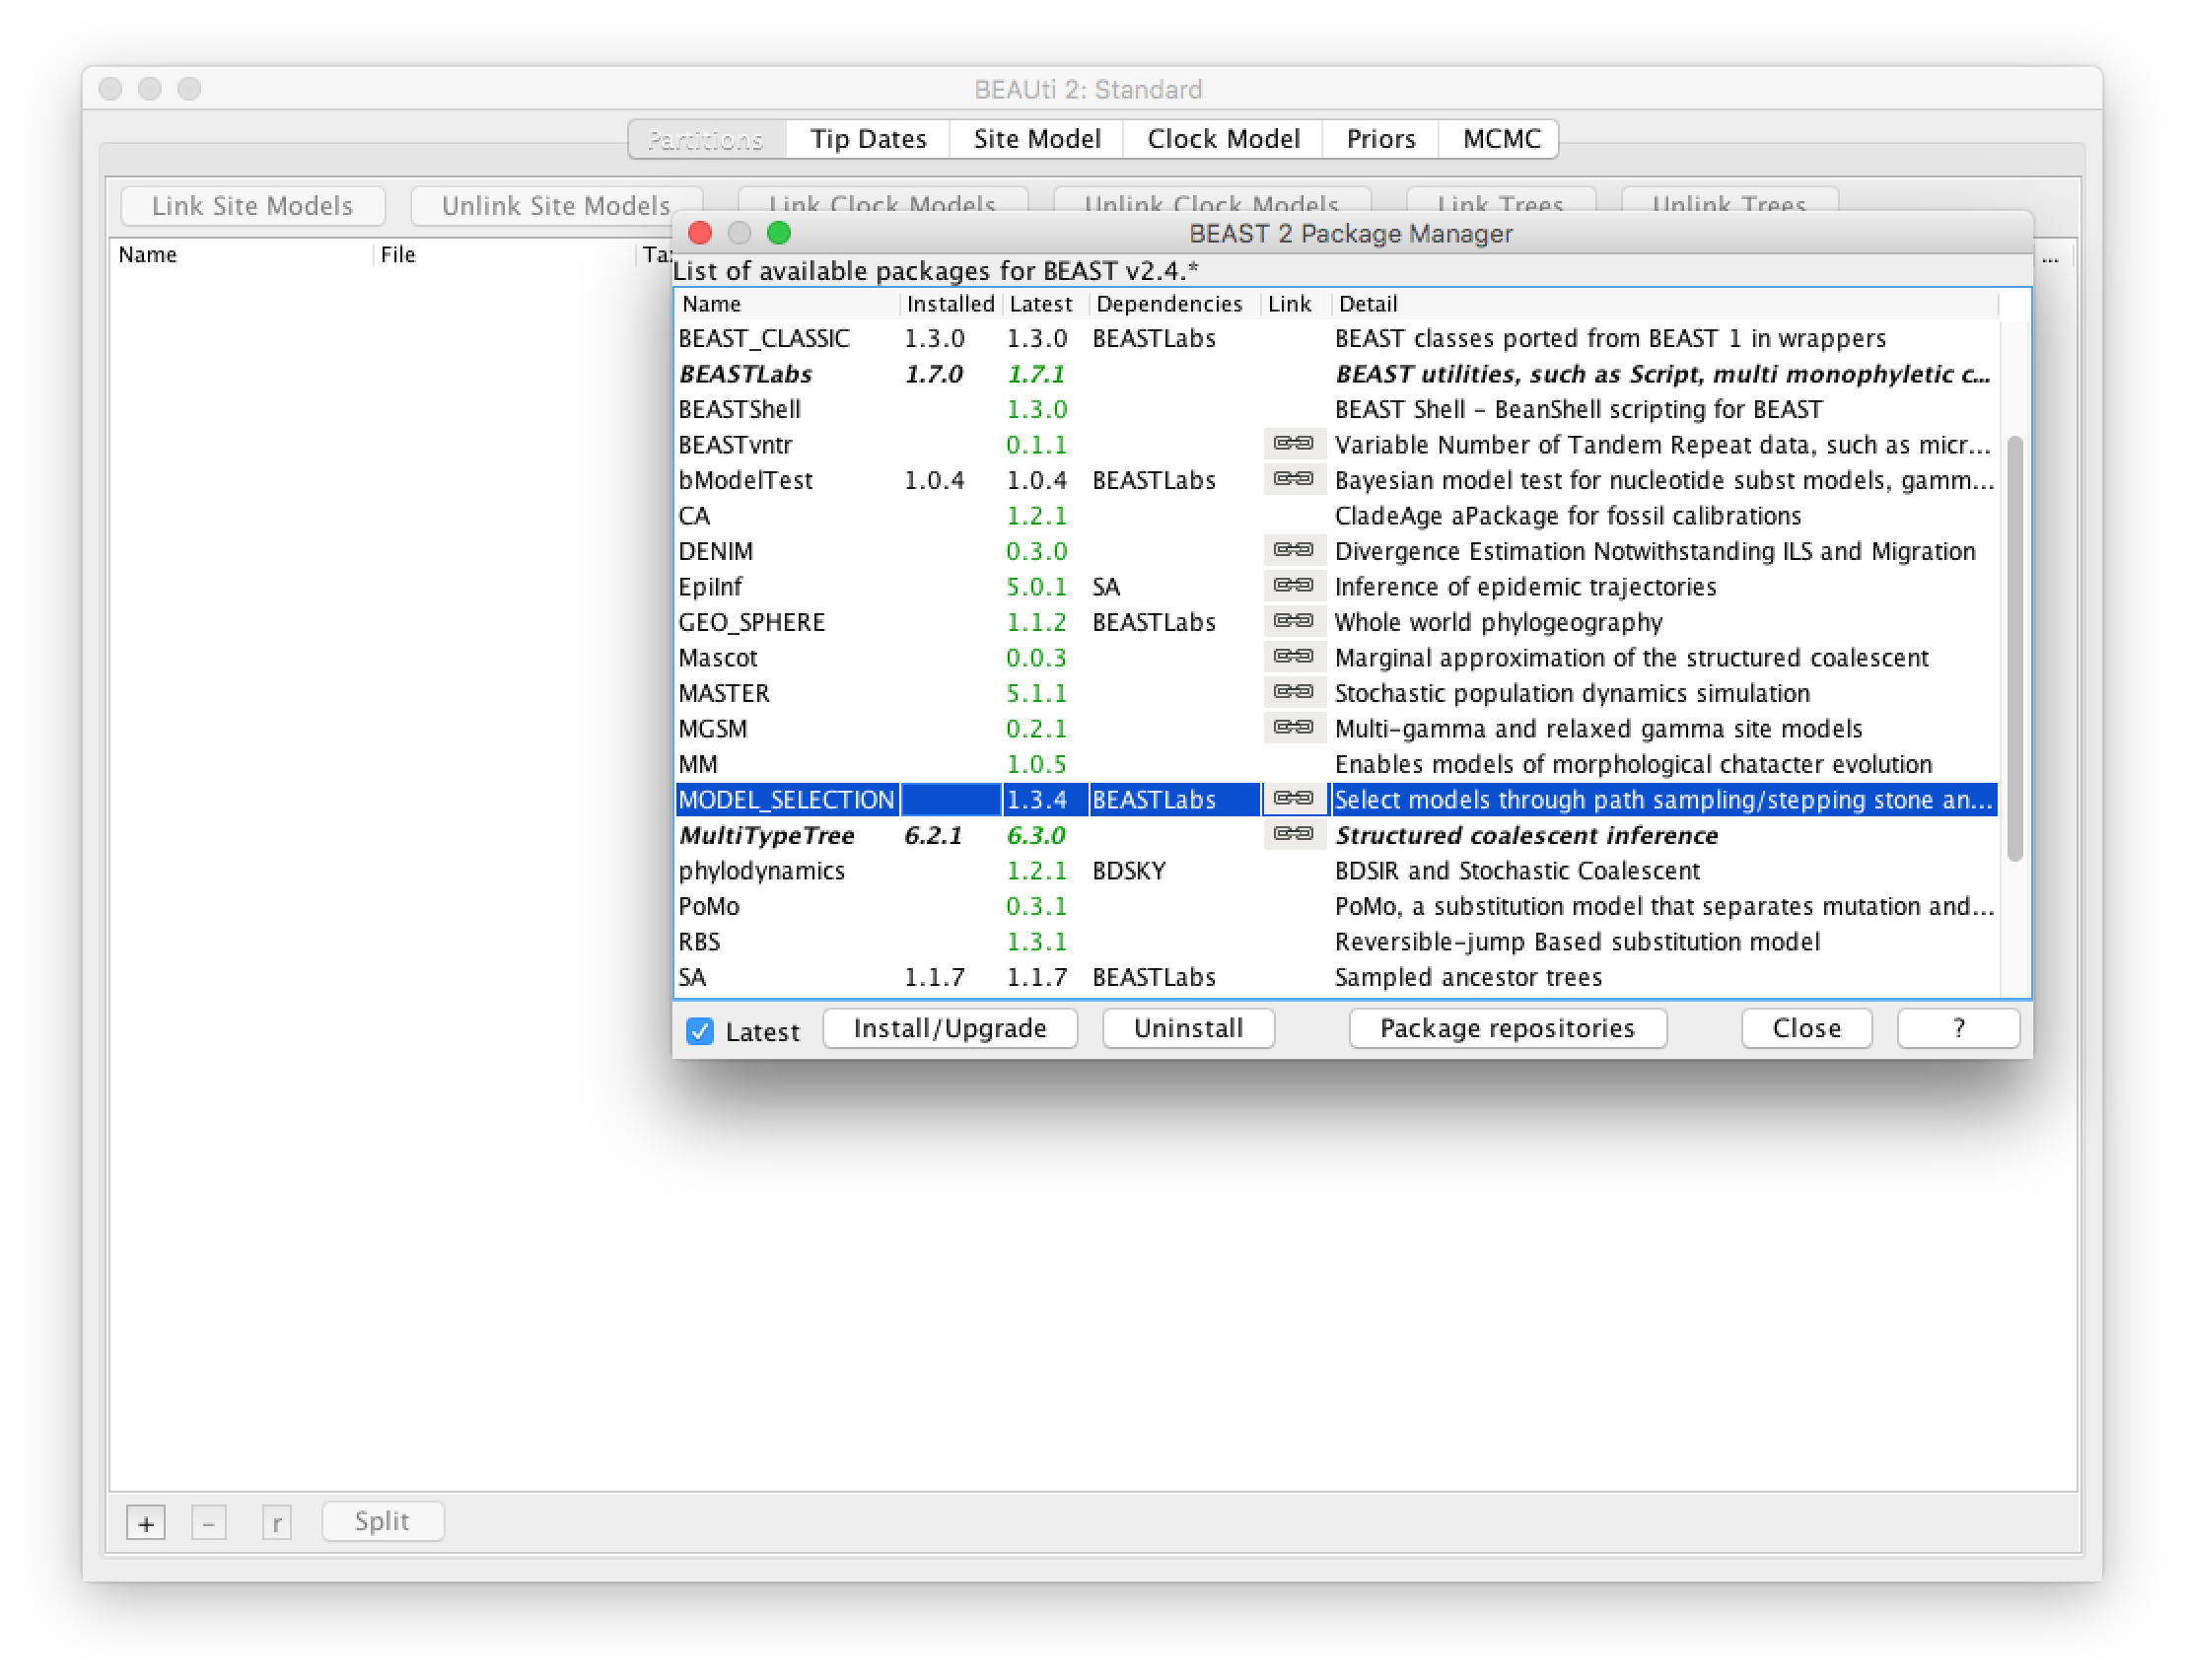 BEAUti 2: Standard
Partitions Tip Dates Site Model Clock Model Priors MCMC
Link Site Models Unlink Site Models Link Clock Models Unlink Clock Models Link Trees Unlink Trees
BEAST 2 Package Manager
Name File Ta ...
List of available packages for BEAST v2.4.*
Name Installed Latest Dependencies Link Detail
BEAST_CLASSIC 1.3.0 1.3.0 BEASTLabs BEAST classes ported from BEAST 1 in wrappers
BEASTLabs 1.7.0 1.7.1 BEAST utilities, such as Script, multi monophyletic c...
BEASTShell 1.3.0 BEAST Shell - BeanShell scripting for BEAST
BEASTvntr 0.1.1 Variable Number of Tandem Repeat data, such as micr...
bModelTest 1.0.4 1.0.4 BEASTLabs Bayesian model test for nucleotide subst models, gamm...
CA 1.2.1 CladeAge aPackage for fossil calibrations
DENIM 0.3.0 Divergence Estimation Notwithstanding ILS and Migration
EpiInf 5.0.1 SA Inference of epidemic trajectories
GEO_SPHERE 1.1.2 BEASTLabs Whole world phylogeography
Mascot 0.0.3 Marginal approximation of the structured coalescent
MASTER 5.1.1 Stochastic population dynamics simulation
MGSM 0.2.1 Multi-gamma and relaxed gamma site models
MM 1.0.5 Enables models of morphological chatacter evolution
MODEL_SELECTION 1.3.4 BEASTLabs Select models through path sampling/stepping stone an...
MultiTypeTree 6.2.1 6.3.0 Structured coalescent inference
phylodynamics 1.2.1 BDSKY BDSIR and Stochastic Coalescent
PoMo 0.3.1 PoMo, a substitution model that separates mutation and...
RBS 1.3.1 Reversible-jump Based substitution model
SA 1.1.7 1.1.7 BEASTLabs Sampled ancestor trees
Latest Install/Upgrade Uninstall Package repositories Close ?
+ - r Split